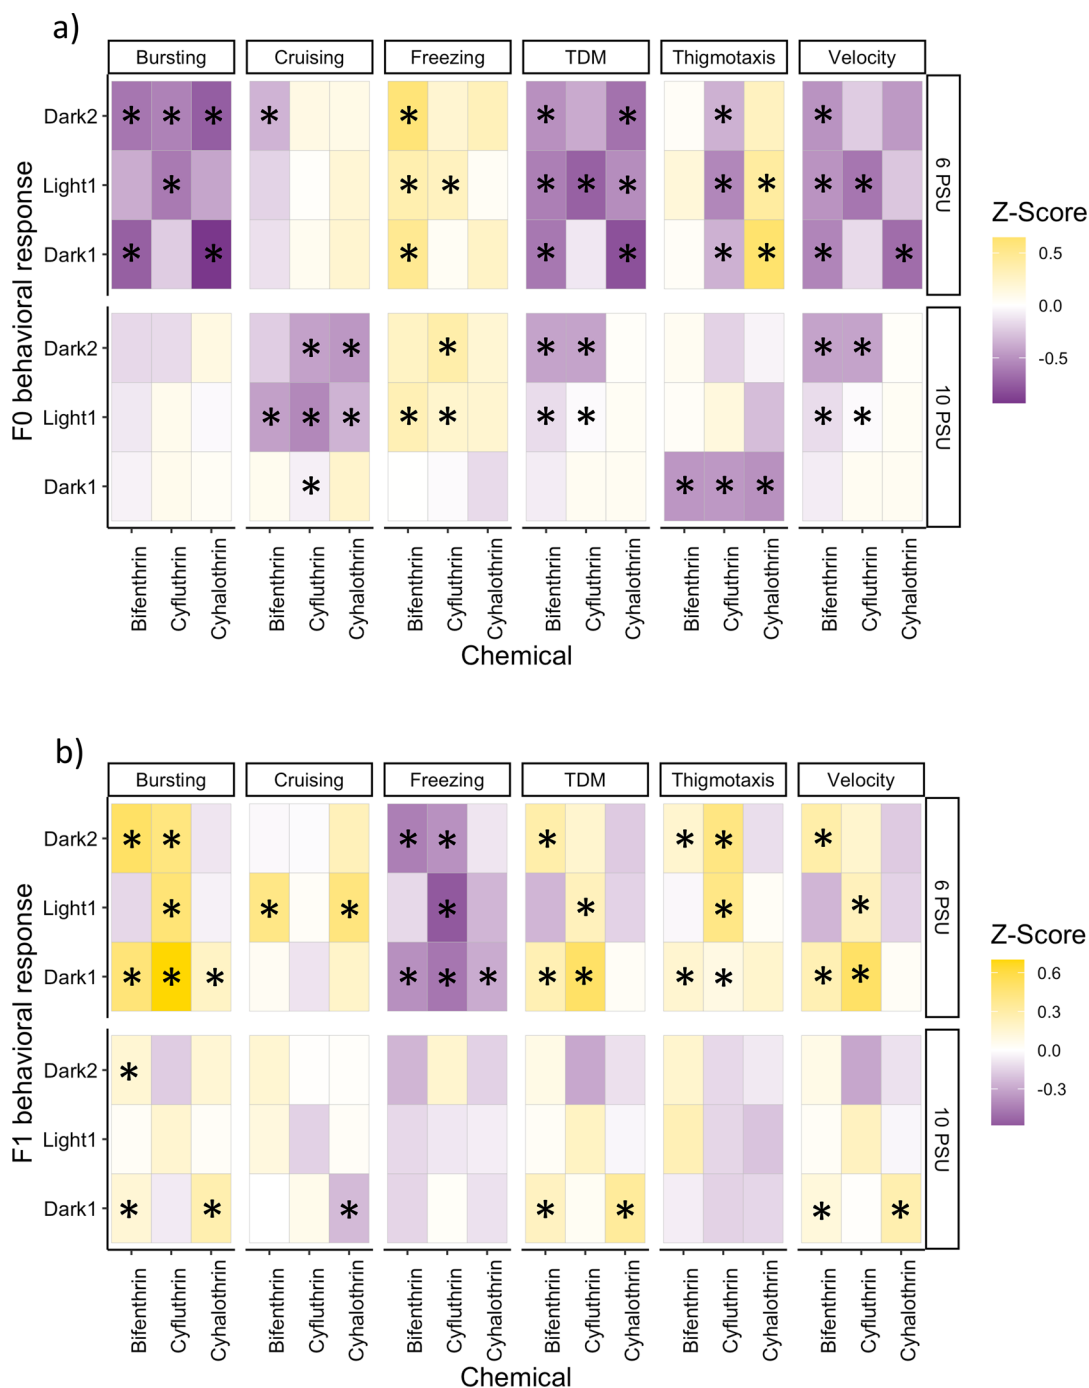 a)
Bursting Cruising Freezing TDM Thigmotaxis Velocity
F0 behavioral response
Dark2 * * * * * * * * *
Light1 * * * * * * * * * *
Dark1 * * * * * * * * *
6 PSU
Dark2 * * * * * * *
Light1 * * * * * * * * *
Dark1 * * * *
10 PSU
Bifenthrin Cyfluthrin Cyhalothrin Bifenthrin Cyfluthrin Cyhalothrin Bifenthrin Cyfluthrin Cyhalothrin Bifenthrin Cyfluthrin Cyhalothrin Bifenthrin Cyfluthrin Cyhalothrin Bifenthrin Cyfluthrin Cyhalothrin
Chemical
Z-Score
0.5
0.0
-0.5
b)
Bursting Cruising Freezing TDM Thigmotaxis Velocity
F1 behavioral response
Dark2 * * * * * * * *
Light1 * * * * * * *
Dark1 * * * * * * * * * * * *
6 PSU
Dark2 *
Light1
Dark1 * * * * * * *
10 PSU
Bifenthrin Cyfluthrin Cyhalothrin Bifenthrin Cyfluthrin Cyhalothrin Bifenthrin Cyfluthrin Cyhalothrin Bifenthrin Cyfluthrin Cyhalothrin Bifenthrin Cyfluthrin Cyhalothrin Bifenthrin Cyfluthrin Cyhalothrin
Chemical
Z-Score
0.6
0.3
0.0
-0.3